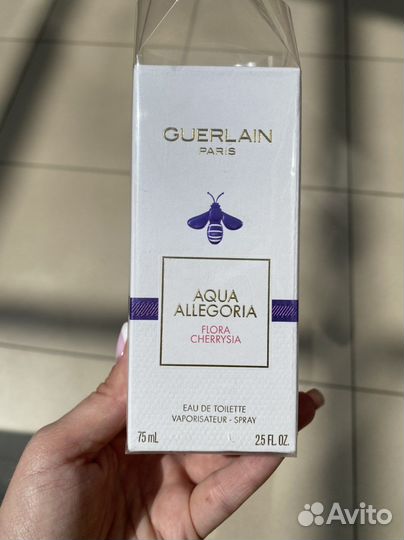 GUERLAIN
PARIS
AQUA
ALLEGORIA
FLORA
CHERRYSIA
EAU DE TOILETTE
VAPORISATEUR - SPRAY
75 mL 2.5 FL. OZ.
Avito